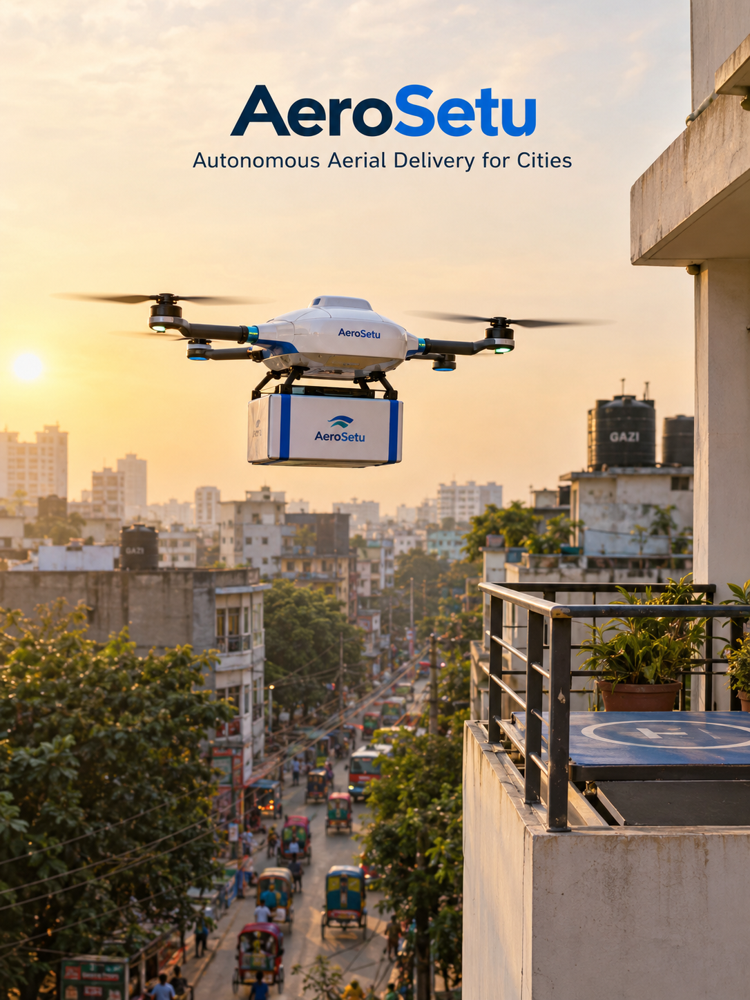 AeroSetu
Autonomous Aerial Delivery for Cities
AeroSetu
AeroSetu
GAZI
GAZI
H